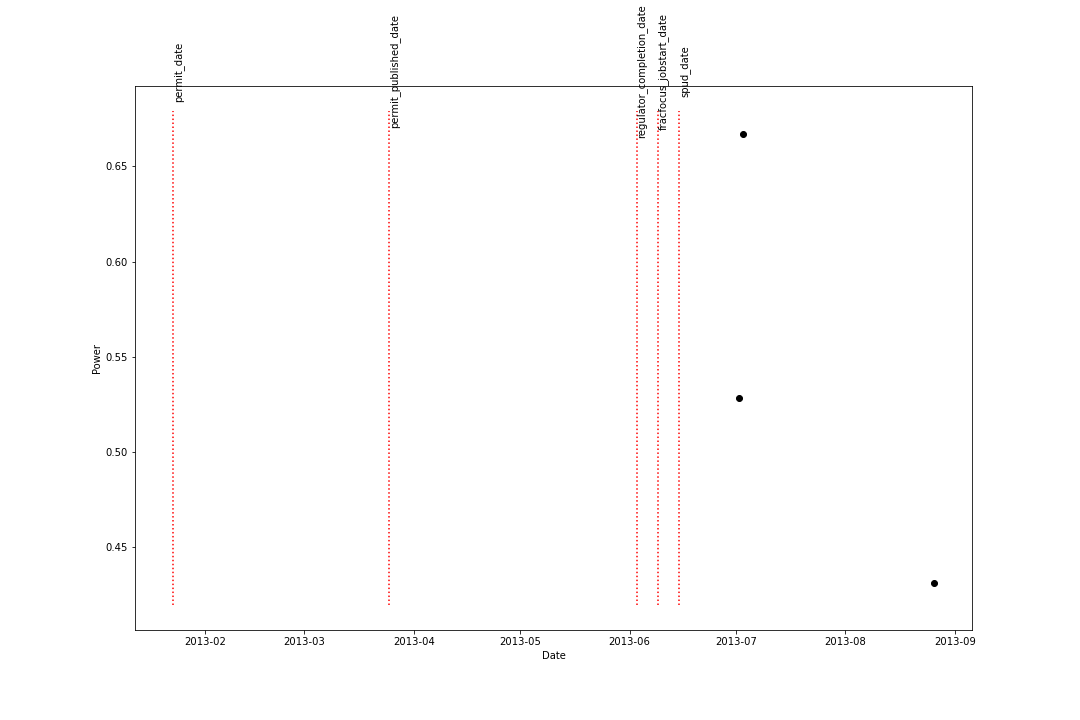 permit_date
permit_published_date
regulator_completion_date
fracfocus_jobstart_date
spud_date
0.65
0.60
0.55
0.50
0.45
Power
2013-02 2013-03 2013-04 2013-05 2013-06 2013-07 2013-08 2013-09
Date